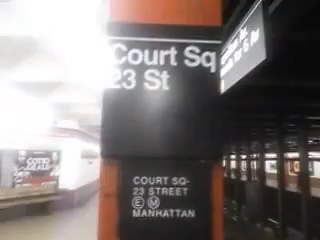 Court Sq
23 St
COURT SQ-
23 STREET
E M
MANHATTAN